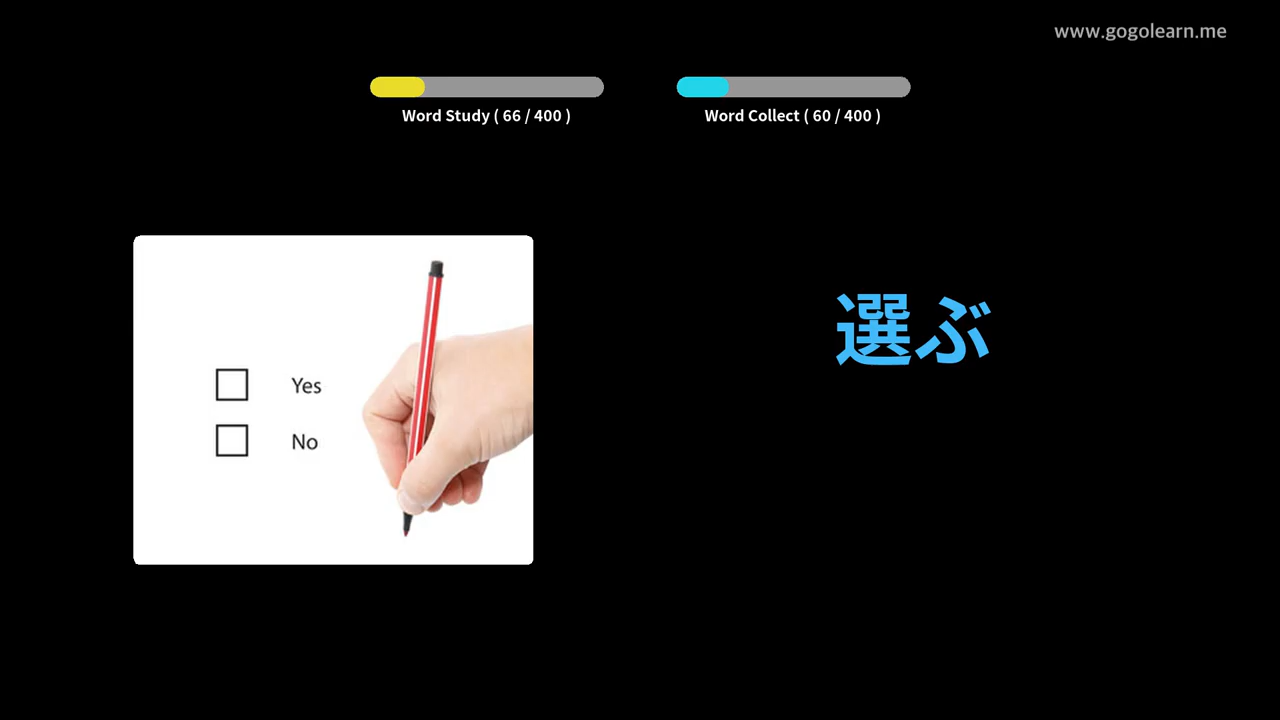 www.gogolearn.me
Word Study ( 66 / 400 )
Word Collect ( 60 / 400 )
Yes
No
選ぶ